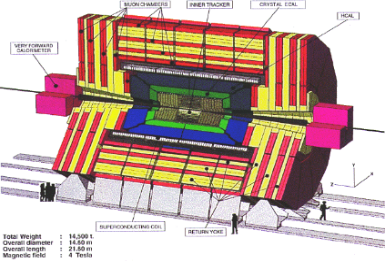 MUON CHAMBERS
INNER TRACKER
CRYSTAL ECAL
HCAL
VERY FORWARD
CALORIMETER
SUPERCONDUCTING COIL
RETURN YOKE
Y
X
Z
Total Weight : 14,500 t.
Overall diameter : 14.60 m
Overall length : 21.60 m
Magnetic field : 4 Tesla